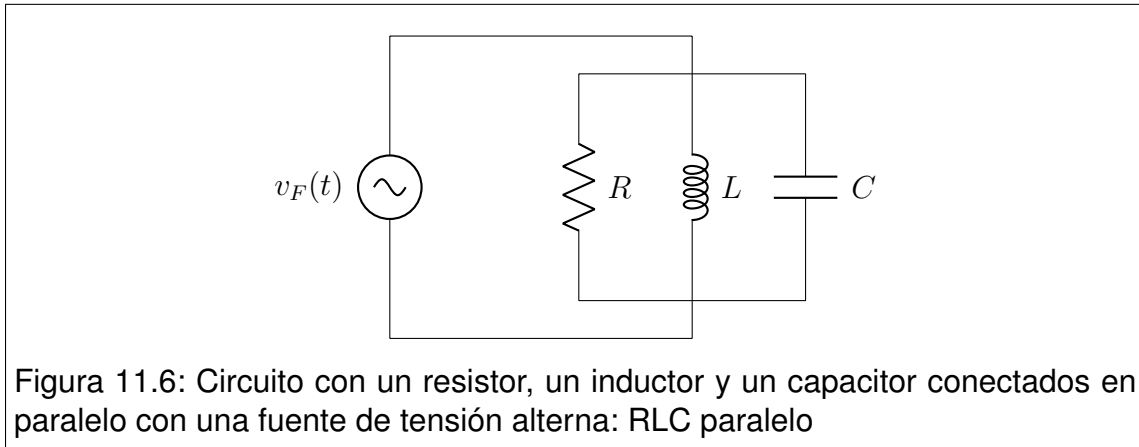 v_F(t) R L C
Figura 11.6: Circuito con un resistor, un inductor y un capacitor conectados en
paralelo con una fuente de tensión alterna: RLC paralelo